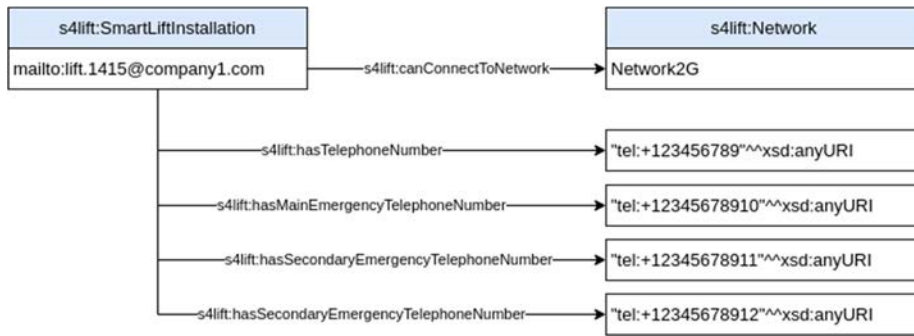 s4lift:SmartLiftInstallation
s4lift:Network
mailto:lift.1415@company1.com
s4lift:canConnectToNetwork
Network2G
s4lift:hasTelephoneNumber
"tel:+123456789"^^xsd:anyURI
s4lift:hasMainEmergencyTelephoneNumber
"tel:+12345678910"^^xsd:anyURI
s4lift:hasSecondaryEmergencyTelephoneNumber
"tel:+12345678911"^^xsd:anyURI
s4lift:hasSecondaryEmergencyTelephoneNumber
"tel:+12345678912"^^xsd:anyURI